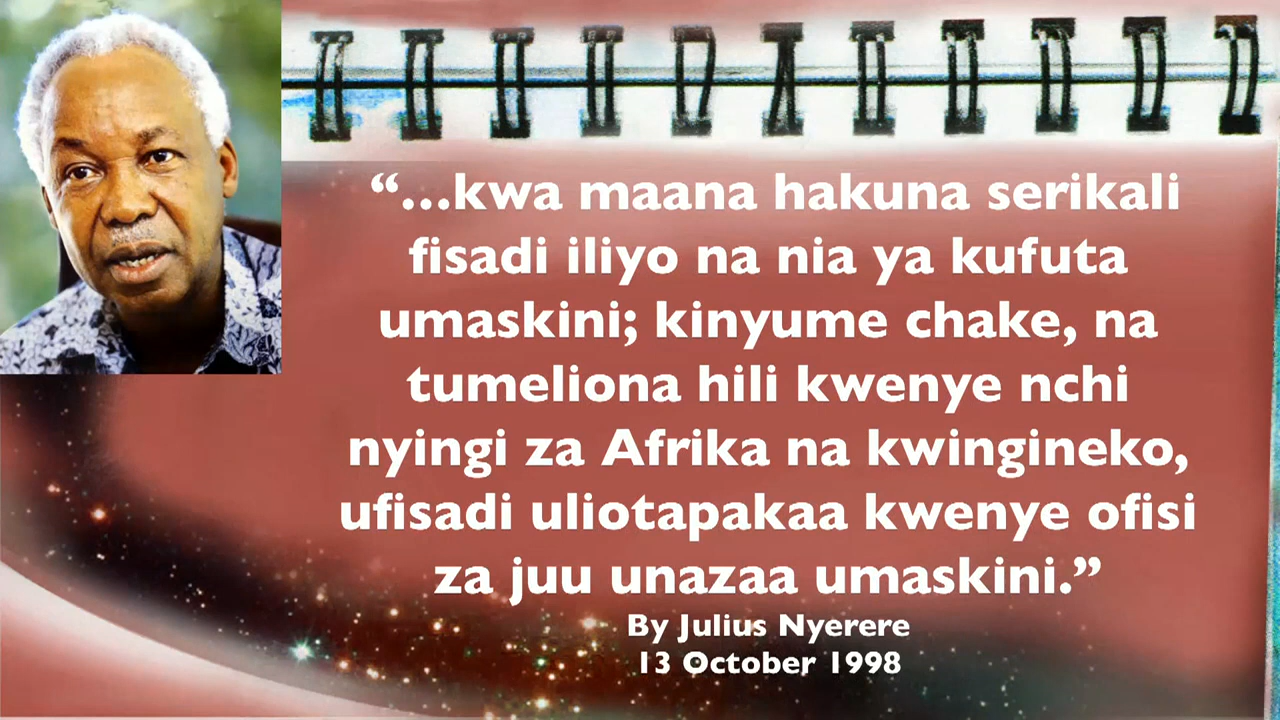 “...kwa maana hakuna serikali
fisadi iliyo na nia ya kufuta
umaskini; kinyume chake, na
tumeliona hili kwenye nchi
nyingi za Afrika na kwingineko,
ufisadi uliotapakaa kwenye ofisi
za juu unazaa umaskini.”
By Julius Nyerere
13 October 1998